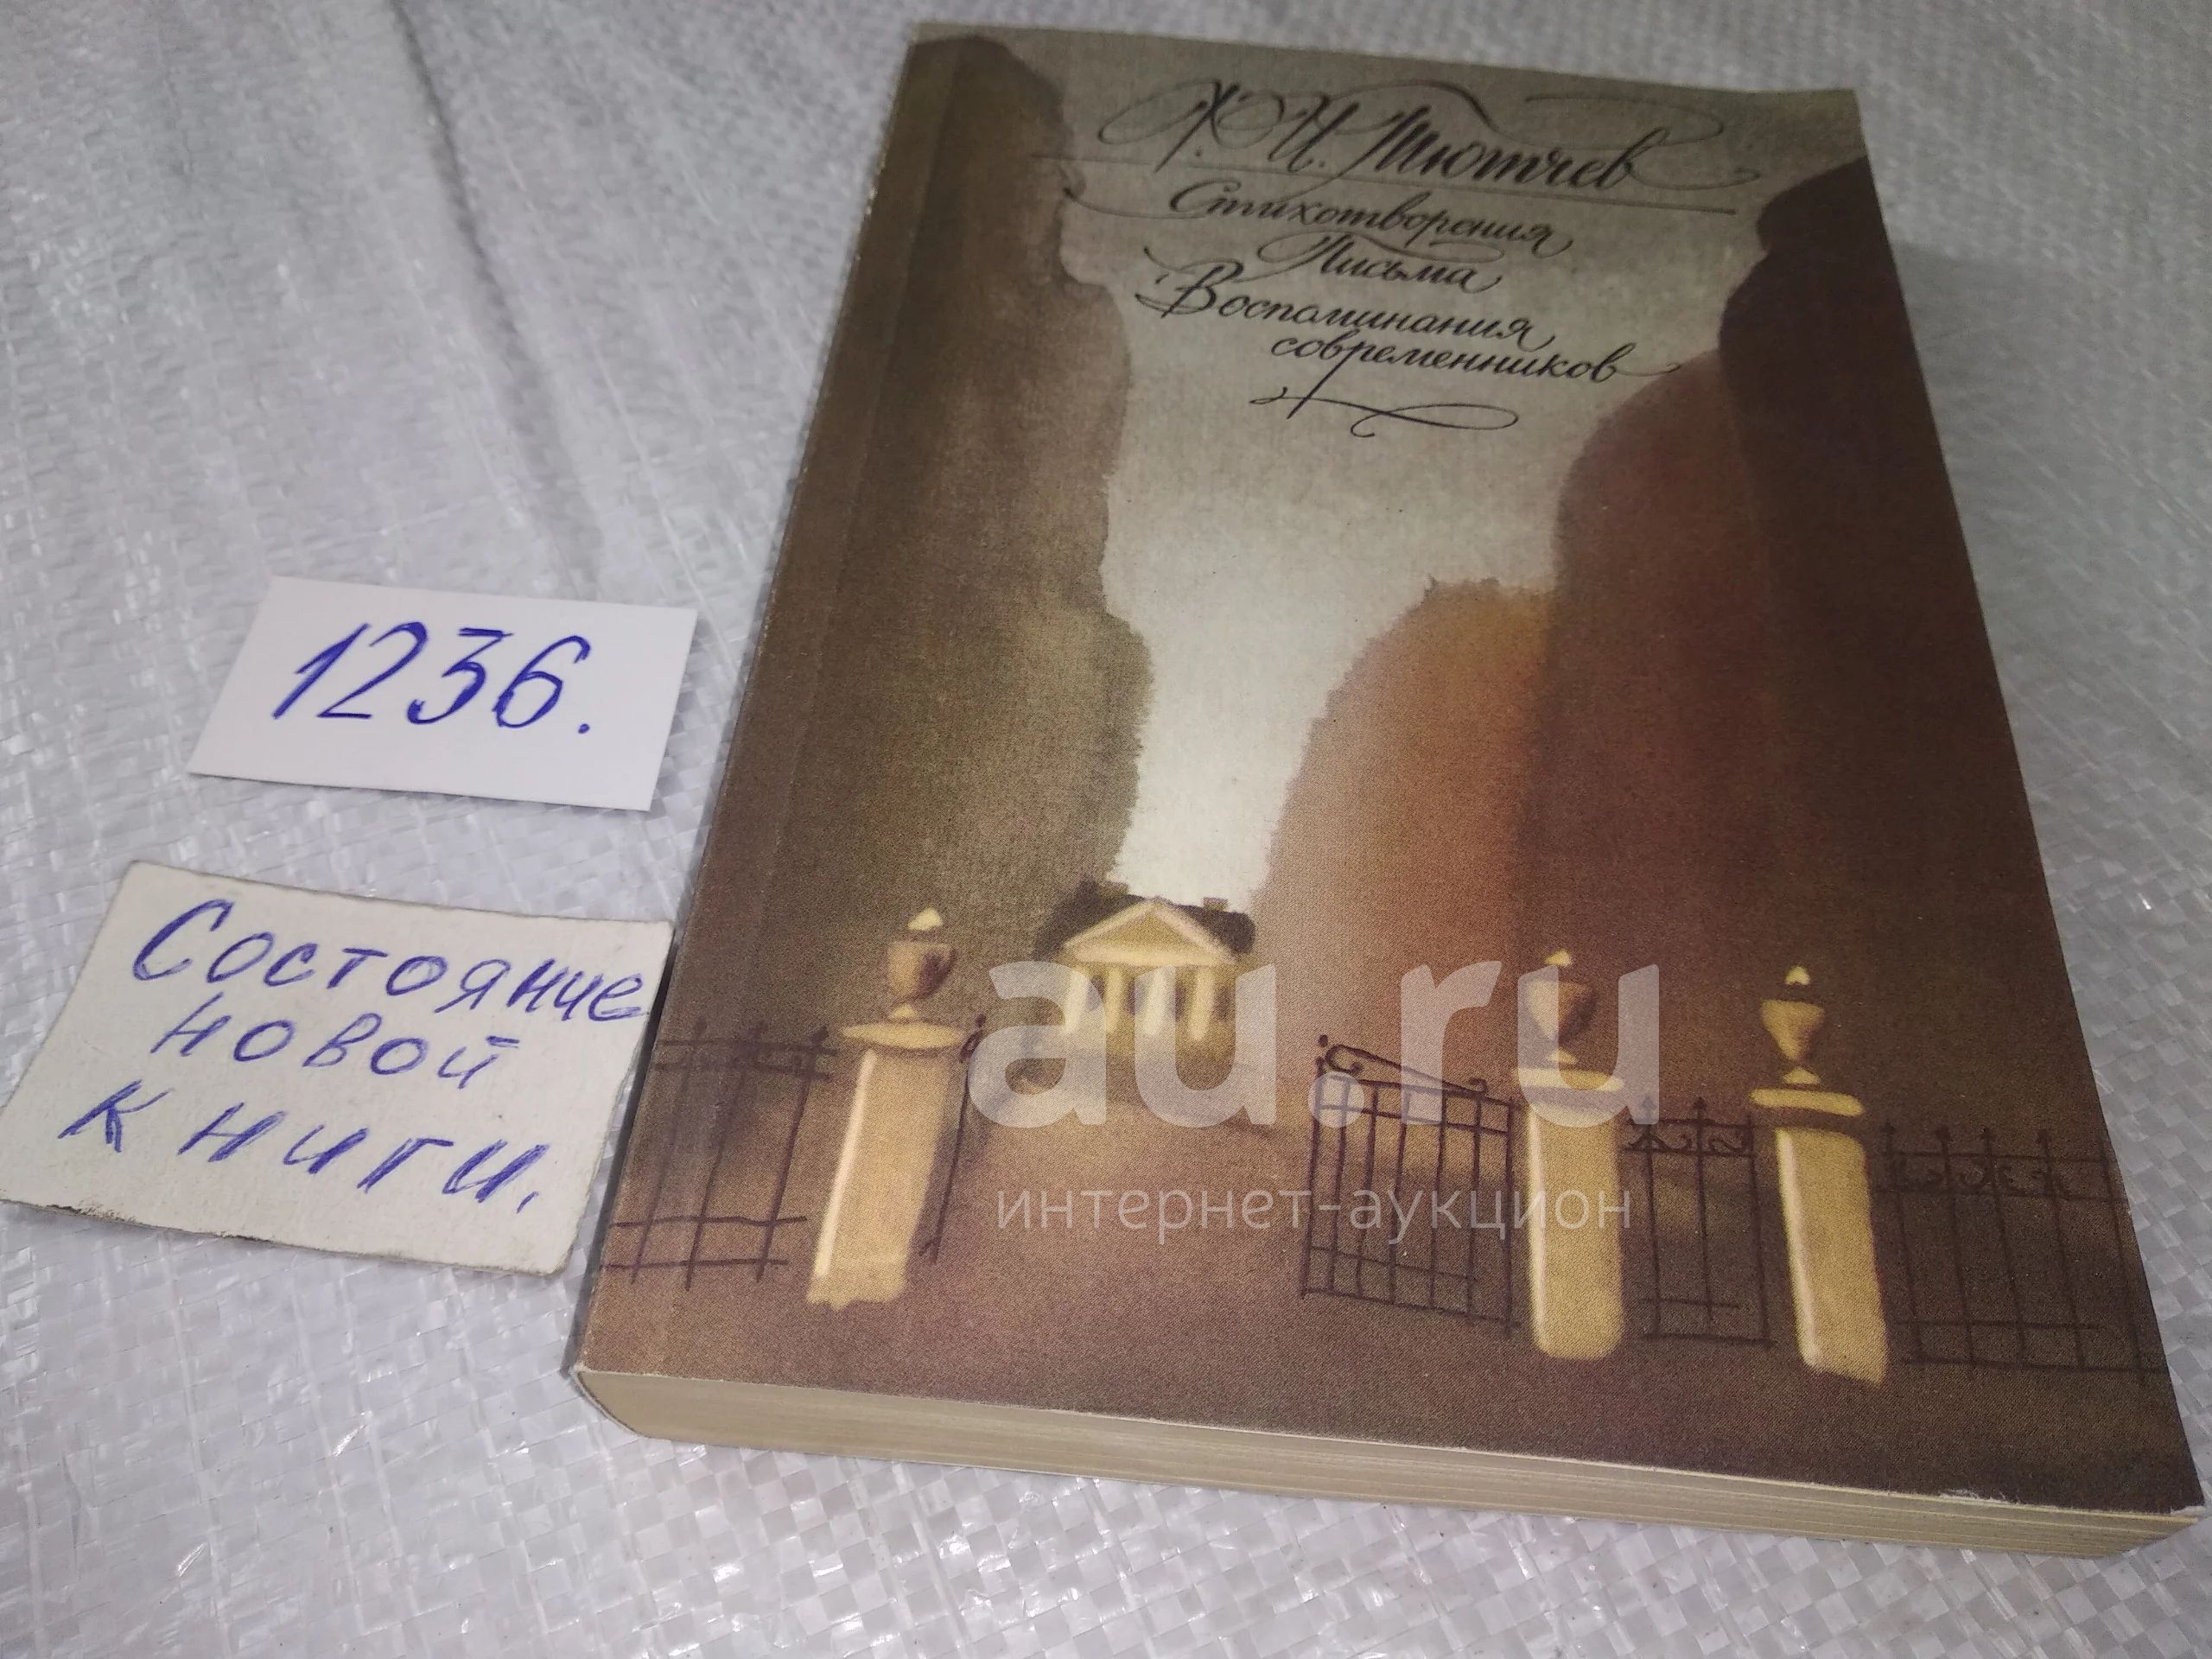 Ф. И. Тютчев
Стихотворения
Письма
Воспоминания
современников
1236.
Состояние
новой
книги.
au.ru
интернет-аукцион